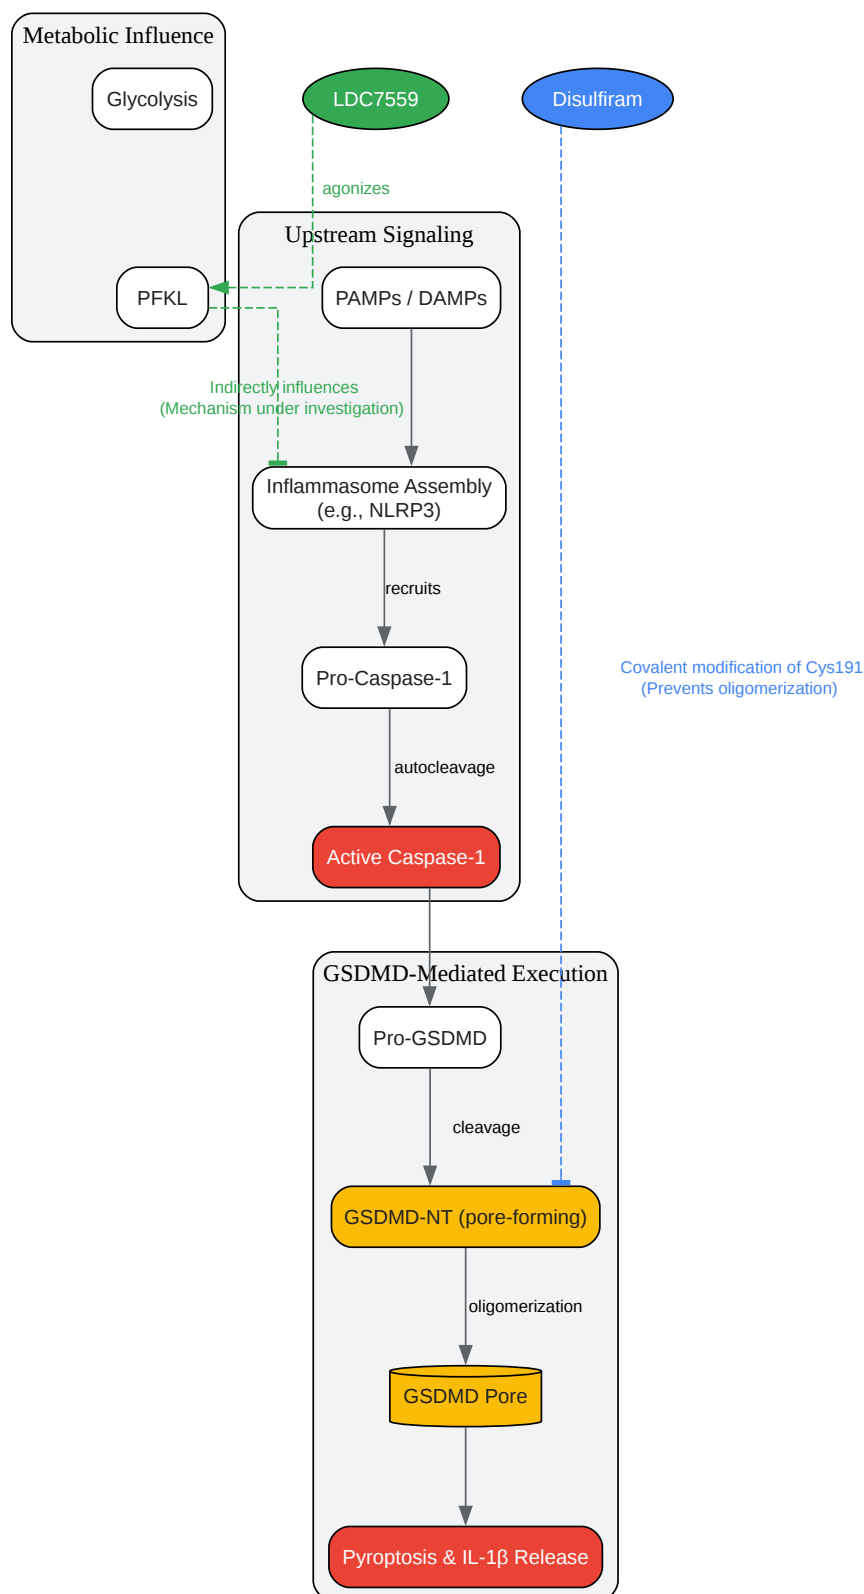 Metabolic Influence
Glycolysis
LDC7559
Disulfiram
agonizes
Upstream Signaling
PFKL
PAMPs / DAMPs
Indirectly influences
(Mechanism under investigation)
Inflammasome Assembly
(e.g., NLRP3)
recruits
Covalent modification of Cys191
(Prevents oligomerization)
Pro-Caspase-1
autocleavage
Active Caspase-1
GSDMD-Mediated Execution
Pro-GSDMD
cleavage
GSDMD-NT (pore-forming)
oligomerization
GSDMD Pore
Pyroptosis & IL-1β Release